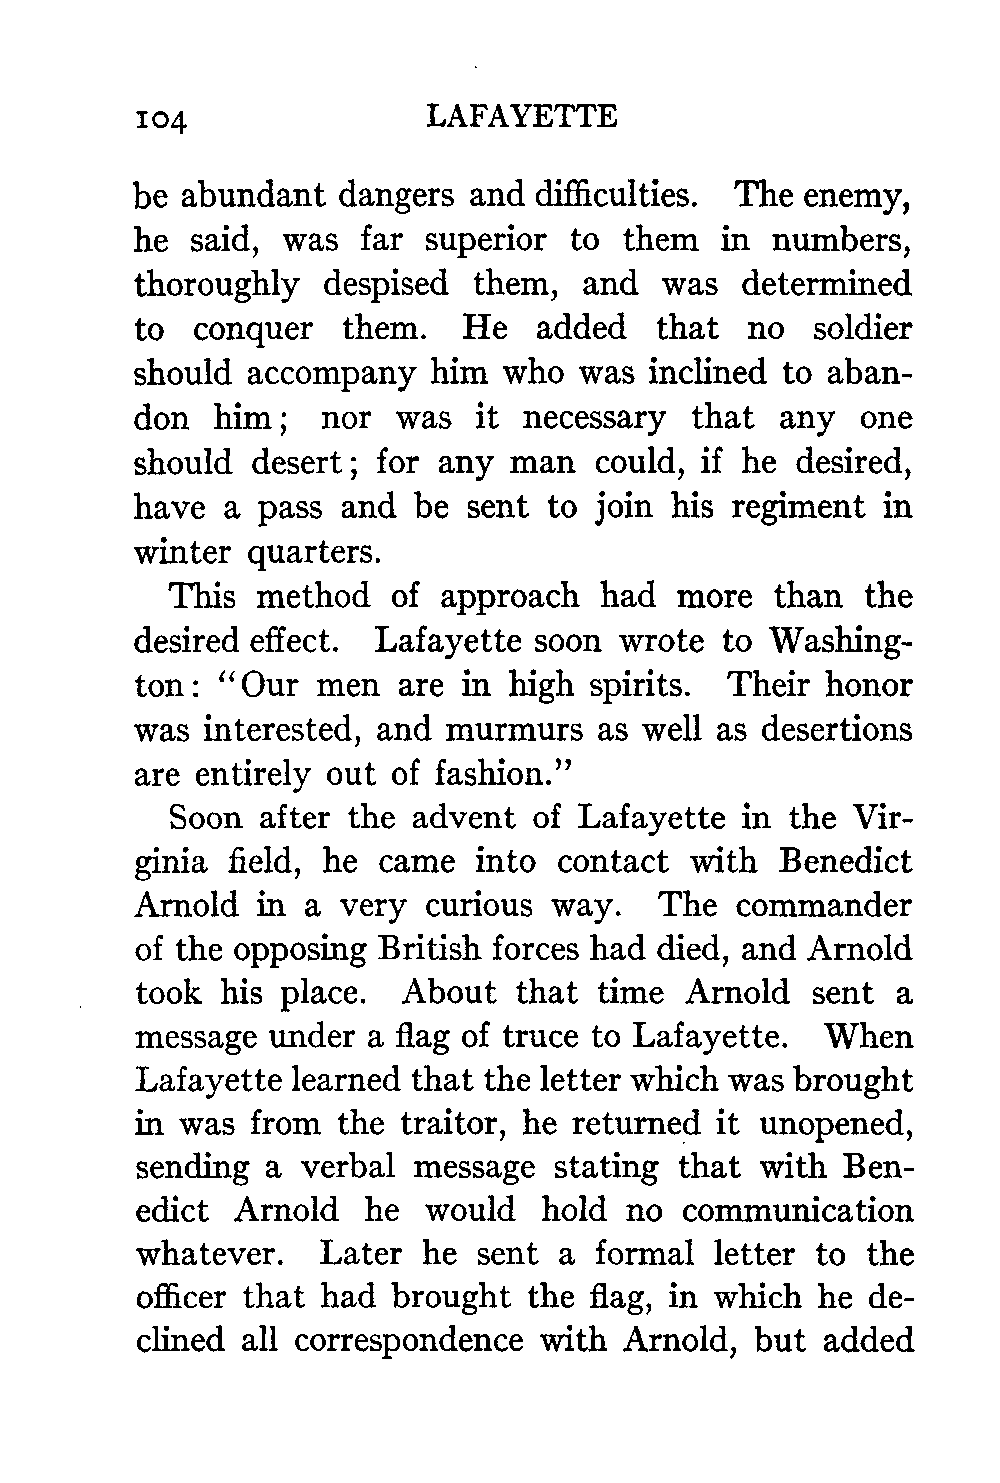 104 LAFAYETTE
be abundant dangers and difficulties. The enemy,
he said, was far superior to them in numbers,
thoroughly despised them, and was determined
to conquer them. He added that no soldier
should accompany him who was inclined to aban-
don him; nor was it necessary that any one
should desert; for any man could, if he desired,
have a pass and be sent to join his regiment in
winter quarters.
This method of approach had more than the
desired effect. Lafayette soon wrote to Washing-
ton: "Our men are in high spirits. Their honor
was interested, and murmurs as well as desertions
are entirely out of fashion."
Soon after the advent of Lafayette in the Vir-
ginia field, he came into contact with Benedict
Arnold in a very curious way. The commander
of the opposing British forces had died, and Arnold
took his place. About that time Arnold sent a
message under a flag of truce to Lafayette. When
Lafayette learned that the letter which was brought
in was from the traitor, he returned it unopened,
sending a verbal message stating that with Ben-
edict Arnold he would hold no communication
whatever. Later he sent a formal letter to the
officer that had brought the flag, in which he de-
clined all correspondence with Arnold, but added